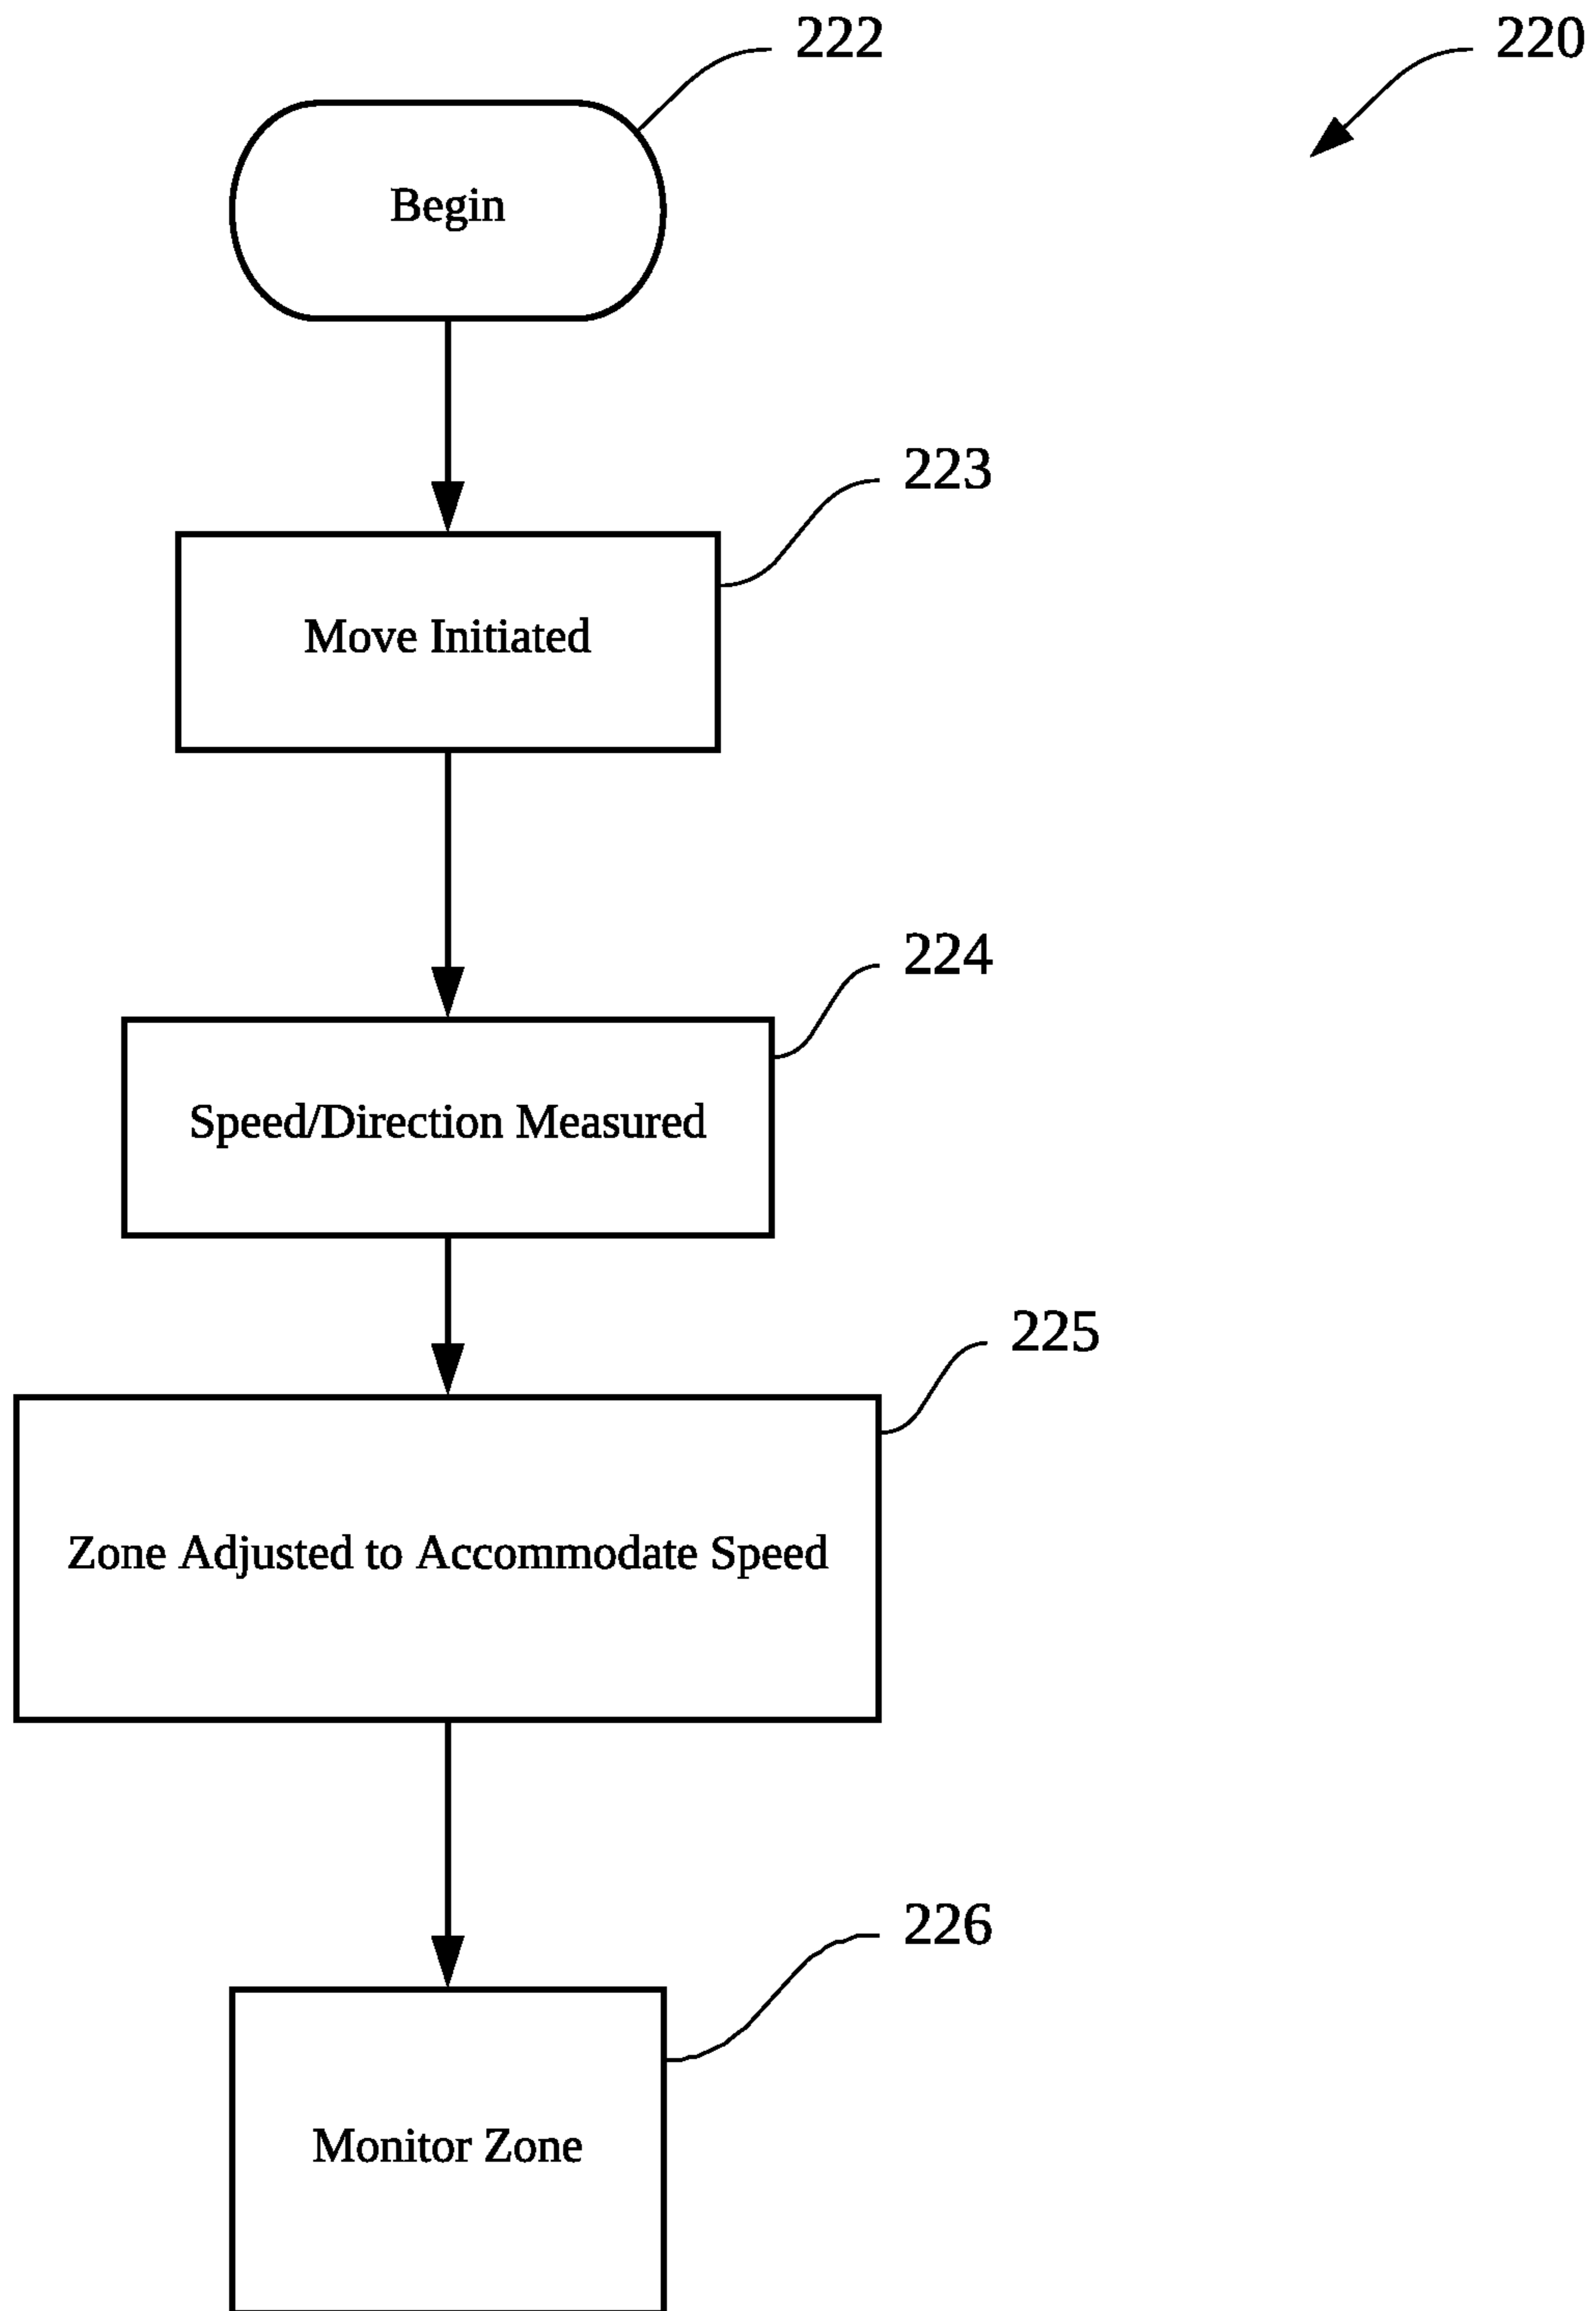 222
220
Begin
223
Move Initiated
224
Speed/Direction Measured
225
Zone Adjusted to Accommodate Speed
226
Monitor Zone